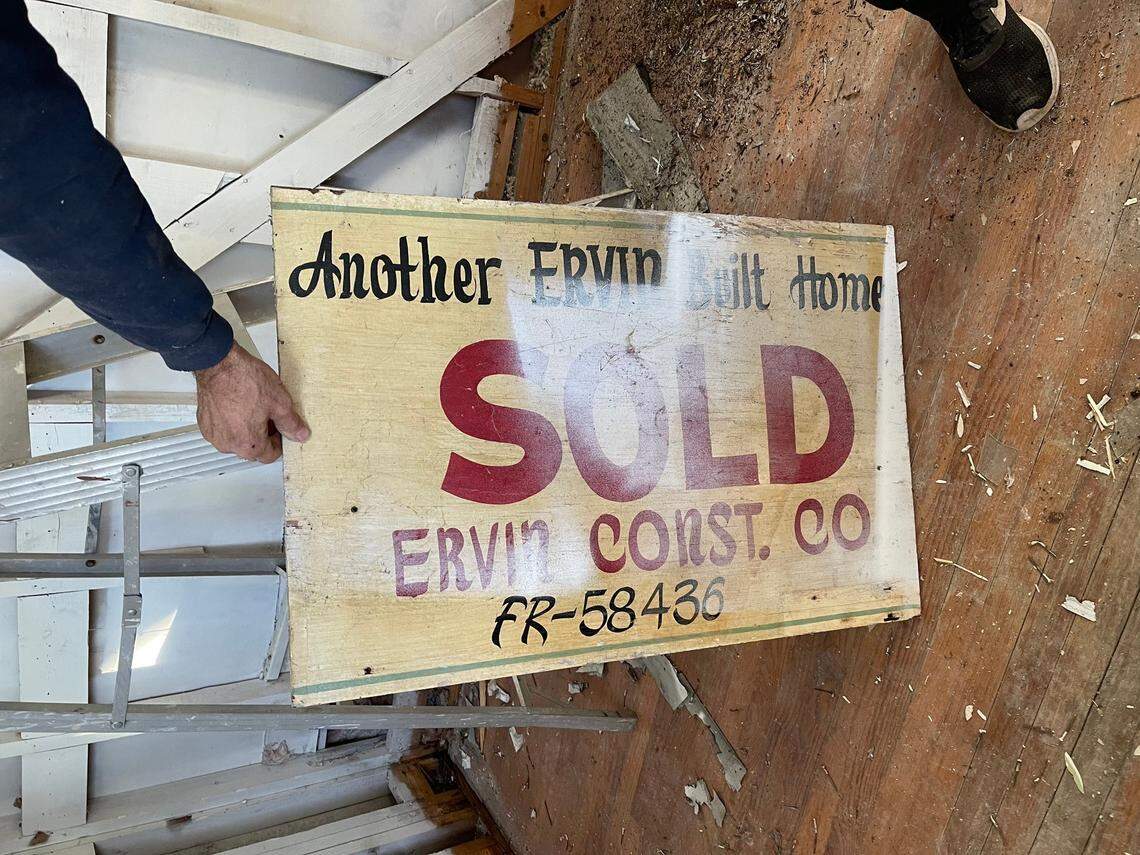 Another ERVIN Built Home
SOLD
ERVIN CONST. CO.
FR-58436